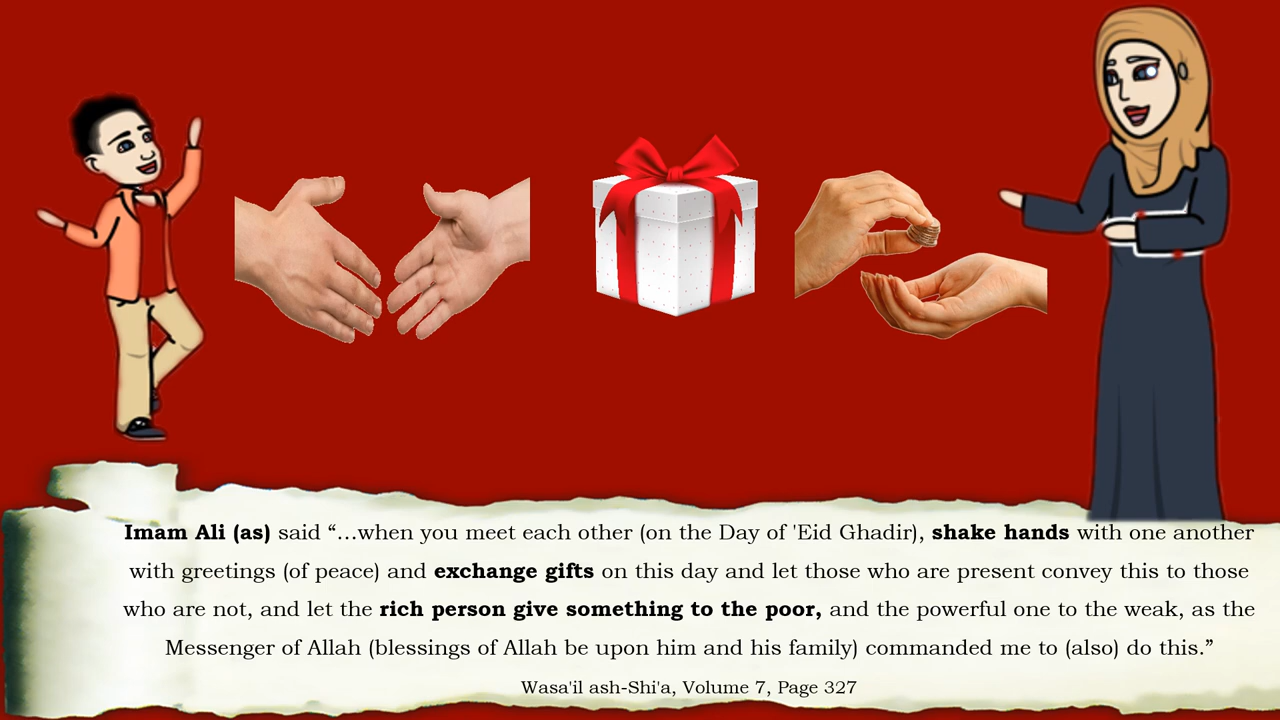 Imam Ali (as) said “...when you meet each other (on the Day of 'Eid Ghadir), shake hands with one another
with greetings (of peace) and exchange gifts on this day and let those who are present convey this to those
who are not, and let the rich person give something to the poor, and the powerful one to the weak, as the
Messenger of Allah (blessings of Allah be upon him and his family) commanded me to (also) do this.”
Wasa'il ash-Shi'a, Volume 7, Page 327